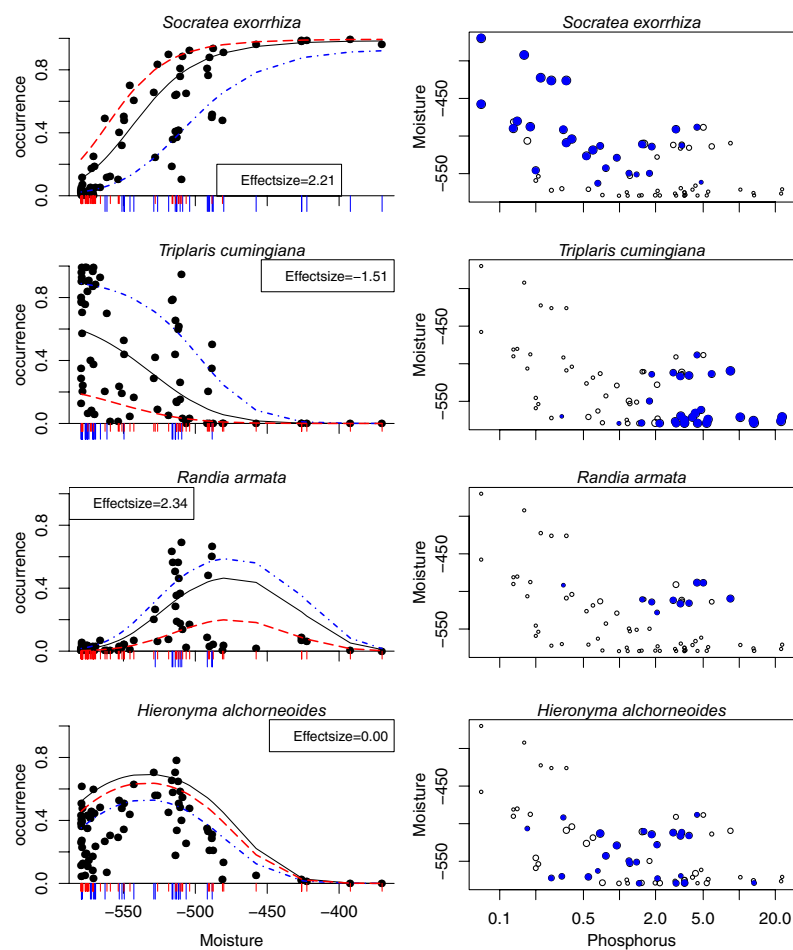 Socratea exorrhiza
Socratea exorrhiza
occurrence
0.0
0.4
0.8
Effectsize=2.21
Moisture
−550
−450
Triplaris cumingiana
Triplaris cumingiana
occurrence
0.0
0.4
0.8
Effectsize=−1.51
Moisture
−550
−450
Randia armata
Randia armata
occurrence
0.0
0.4
0.8
Effectsize=2.34
Moisture
−550
−450
Hieronyma alchorneoides
Hieronyma alchorneoides
occurrence
0.0
0.4
0.8
Effectsize=0.00
Moisture
−550
−450
−550 −500 −450 −400
Moisture
0.1 0.5 2.0 5.0 20.0
Phosphorus